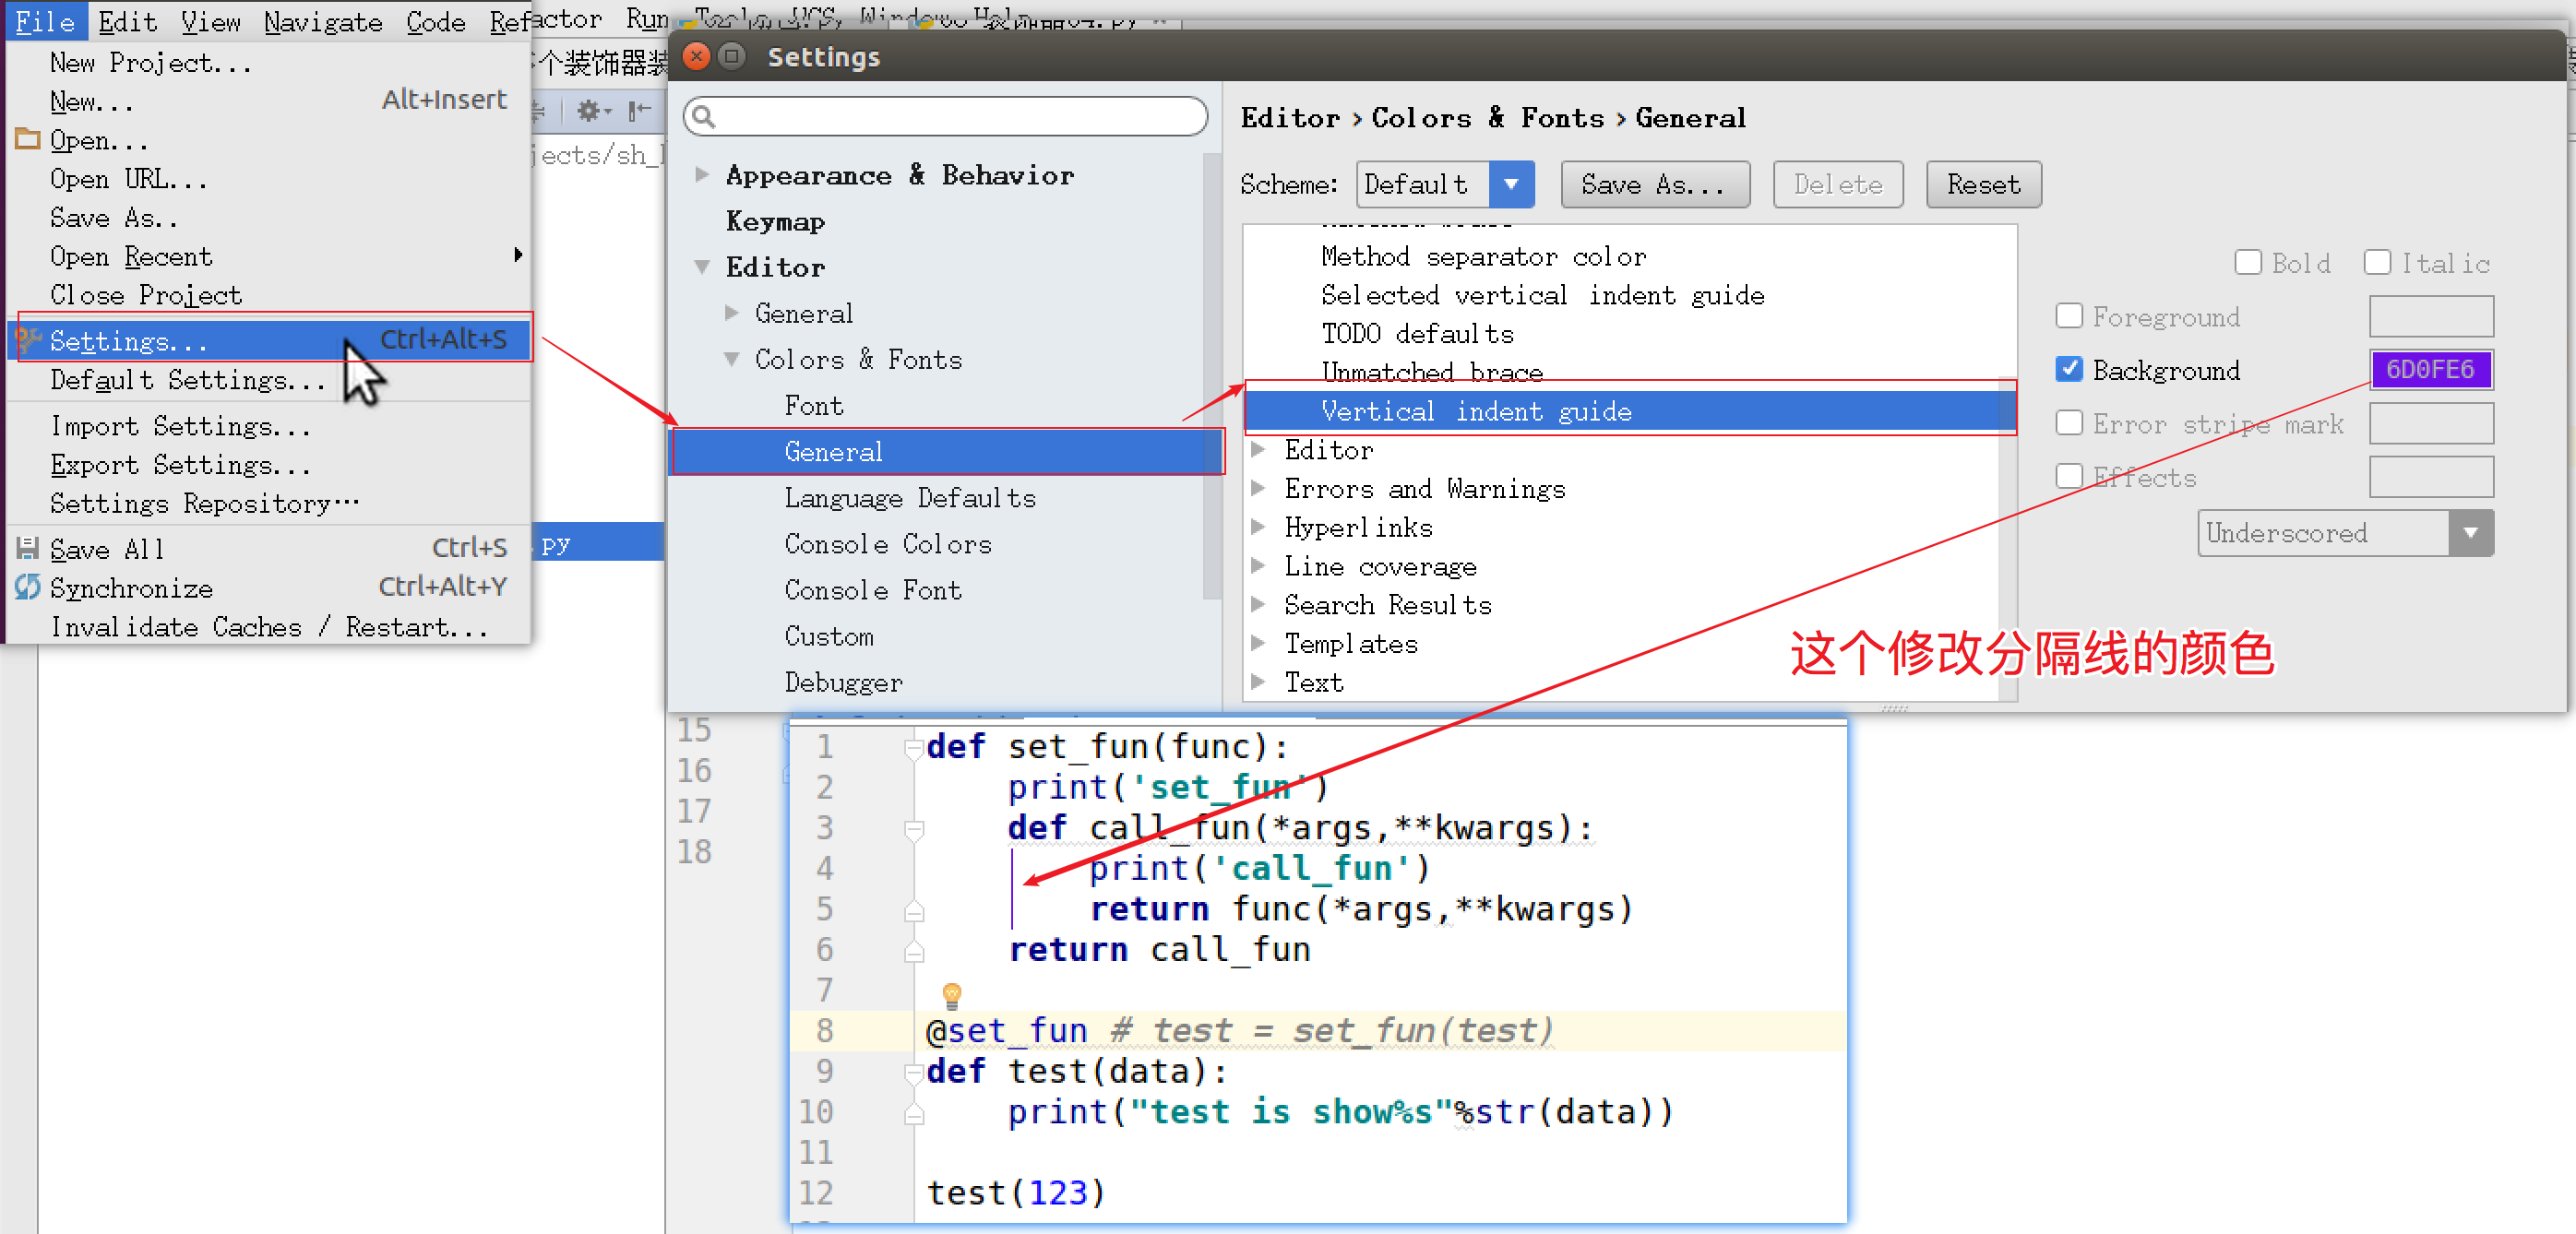 File Edit View Navigate Code Refactor Run Tools VCS Window Help
New Project...
New... Alt+Insert
Open...
Open URL...
Save As..
Open Recent
Close Project
Settings... Ctrl+Alt+S
Default Settings...
Import Settings...
Export Settings...
Settings Repository...
Save All Ctrl+S
Synchronize Ctrl+Alt+Y
Invalidate Caches / Restart...
个装饰器装
jects/sh_
py
Settings
Appearance & Behavior
Keymap
Editor
General
Colors & Fonts
Font
General
Language Defaults
Console Colors
Console Font
Custom
Debugger
Editor › Colors & Fonts › General
Scheme: Default Save As... Delete Reset
Method separator color
Selected vertical indent guide
TODO defaults
Unmatched brace
Vertical indent guide
Editor
Errors and Warnings
Hyperlinks
Line coverage
Search Results
Templates
Text
Bold Italic
Foreground
Background 6D0FE6
Error stripe mark
Effects
Underscored
这个修改分隔线的颜色
15
16
17
18
1 def set_fun(func):
2 print('set_fun')
3 def call_fun(*args,**kwargs):
4 print('call_fun')
5 return func(*args,**kwargs)
6 return call_fun
7
8 @set_fun # test = set_fun(test)
9 def test(data):
10 print("test is show%s"%str(data))
11
12 test(123)